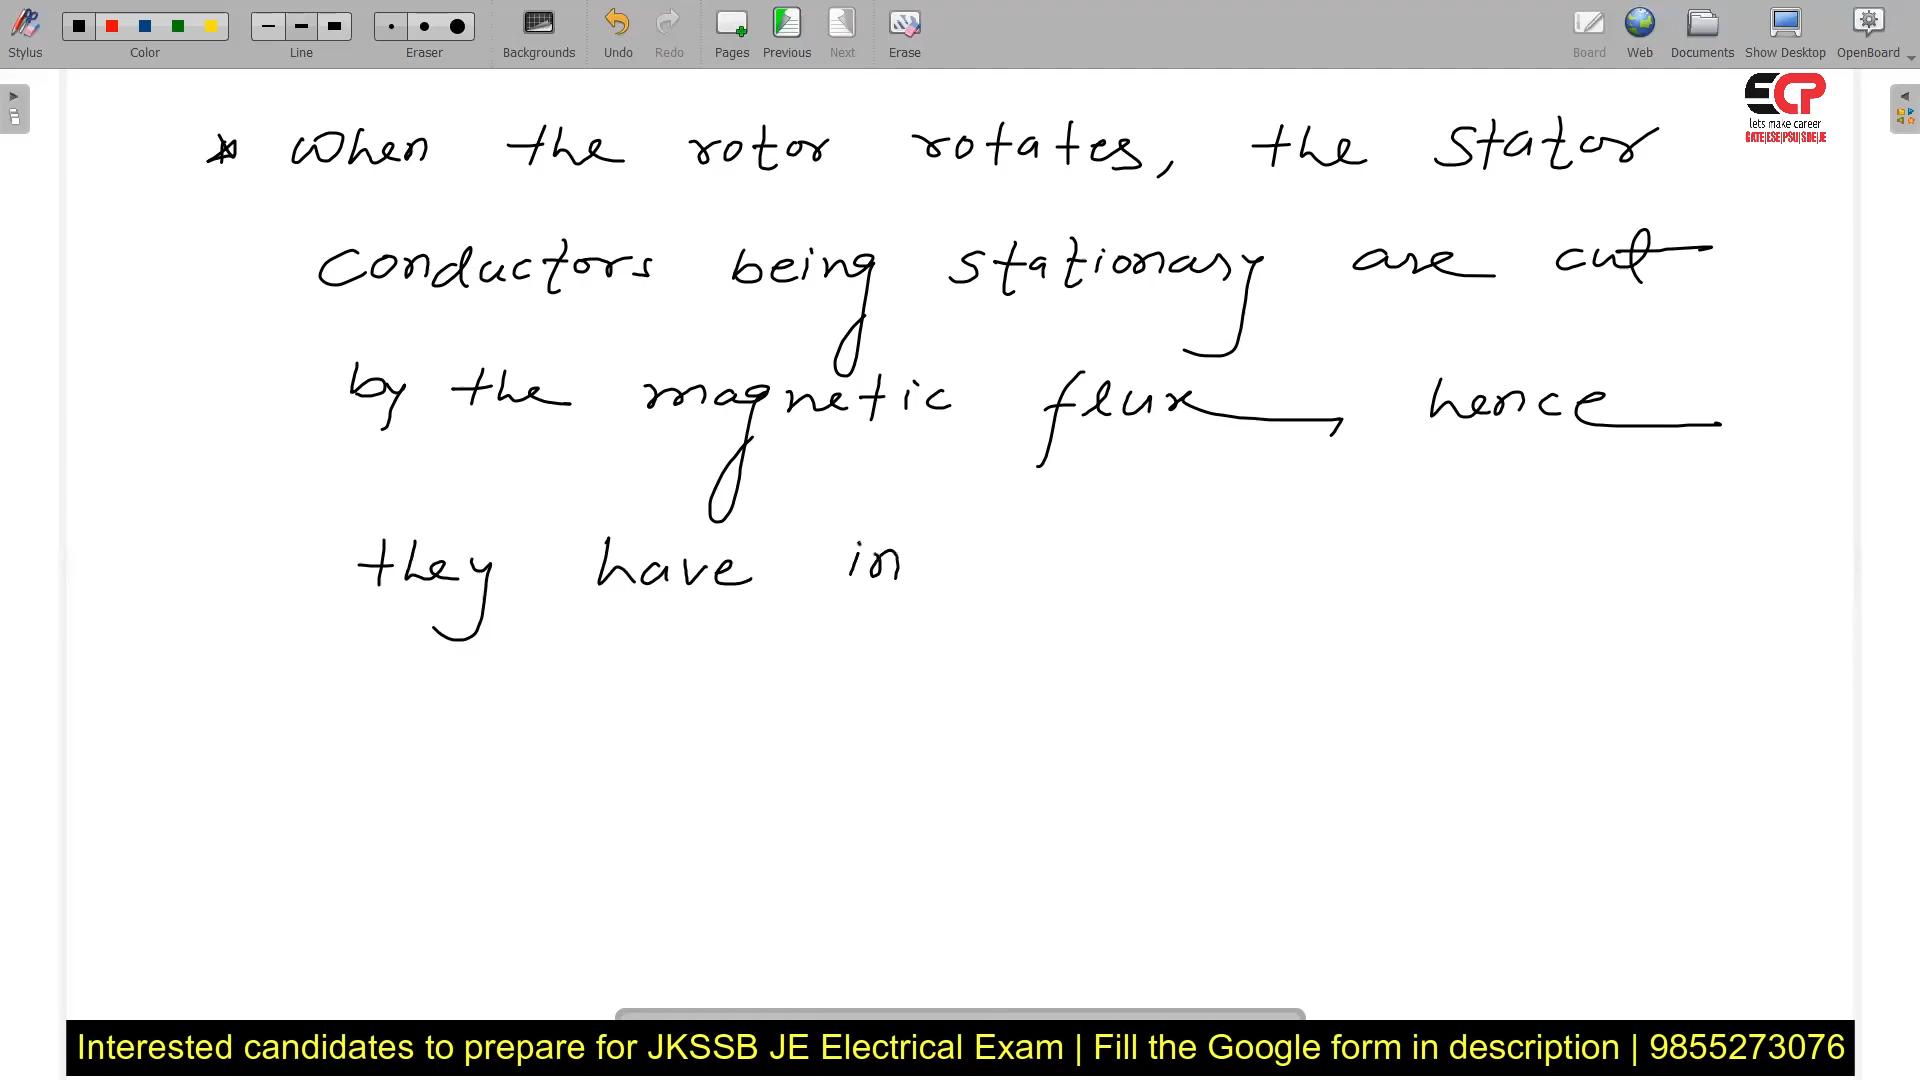 Stylus
Color
Line
Eraser
Backgrounds
Undo
Redo
Pages
Previous
Next
Erase
Board
Web
Documents
Show Desktop
OpenBoard
ECP
lets make career
GATE|ESE|PSU|SDE|JE
* When the rotor rotates, the stator
conductors being stationary are cut
by the magnetic flux, hence
they have in
Interested candidates to prepare for JKSSB JE Electrical Exam | Fill the Google form in description | 9855273076